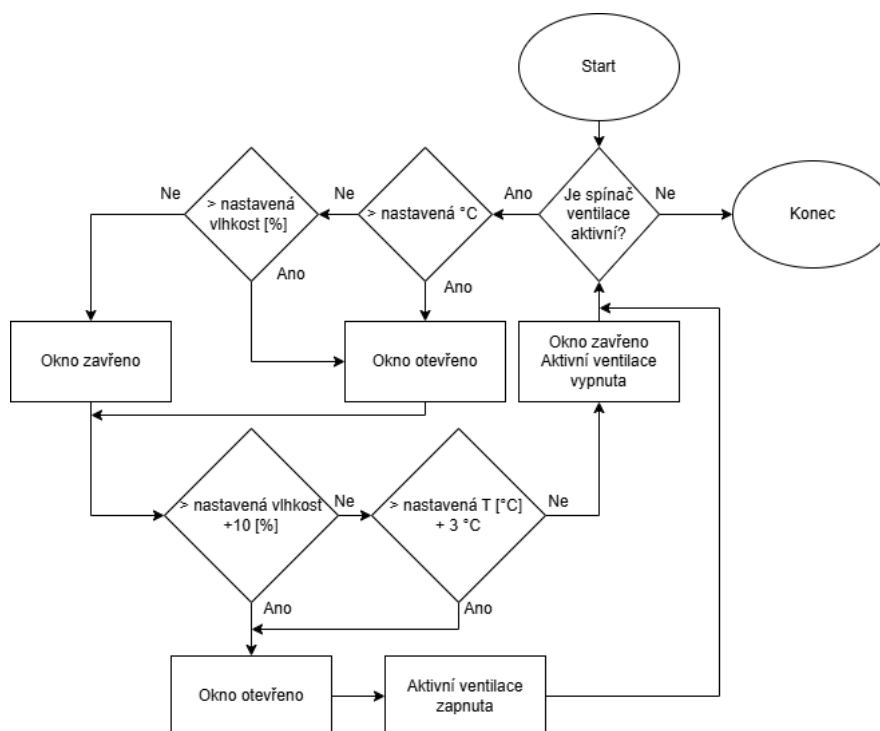 Start
Je spínač
ventilace
aktivní?
Ano
Ne
Konec
> nastavená °C
Ne
Ano
> nastavená
vlhkost [%]
Ne
Ano
Okno zavřeno
Okno otevřeno
Okno zavřeno
Aktivní ventilace
vypnuta
> nastavená vlhkost
+10 [%]
Ne
Ano
> nastavená T [°C]
+ 3 °C
Ne
Ano
Okno otevřeno
Aktivní ventilace
zapnuta